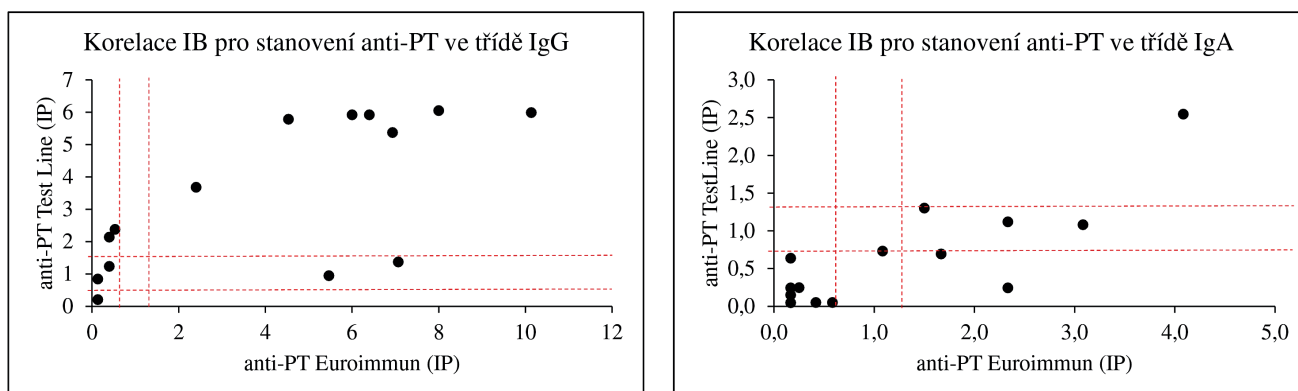 Korelace IB pro stanovení anti-PT ve třídě IgG
anti-PT Test Line (IP)
7
6
5
4
3
2
1
0
0 2 4 6 8 10 12
anti-PT Euroimmun (IP)
Korelace IB pro stanovení anti-PT ve třídě IgA
anti-PT TestLine (IP)
3,0
2,5
2,0
1,5
1,0
0,5
0,0
0,0 1,0 2,0 3,0 4,0 5,0
anti-PT Euroimmun (IP)